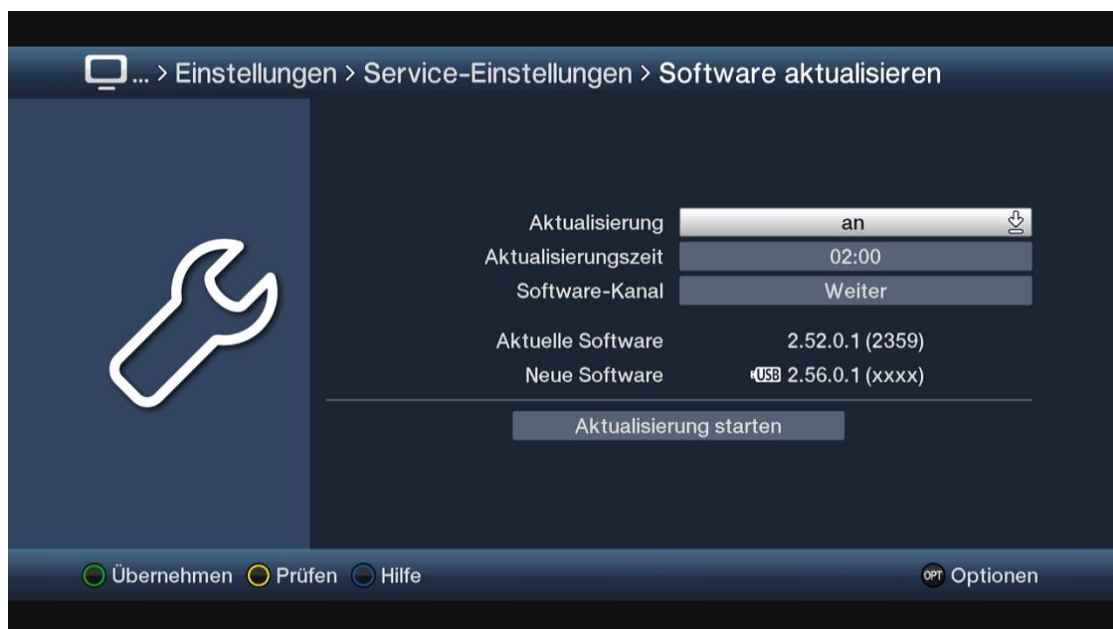 ... > Einstellungen > Service-Einstellungen > Software aktualisieren
Aktualisierung an
Aktualisierungszeit 02:00
Software-Kanal Weiter
Aktuelle Software 2.52.0.1 (2359)
Neue Software USB 2.56.0.1 (xxxx)
Aktualisierung starten
Übernehmen Prüfen Hilfe OPT Optionen